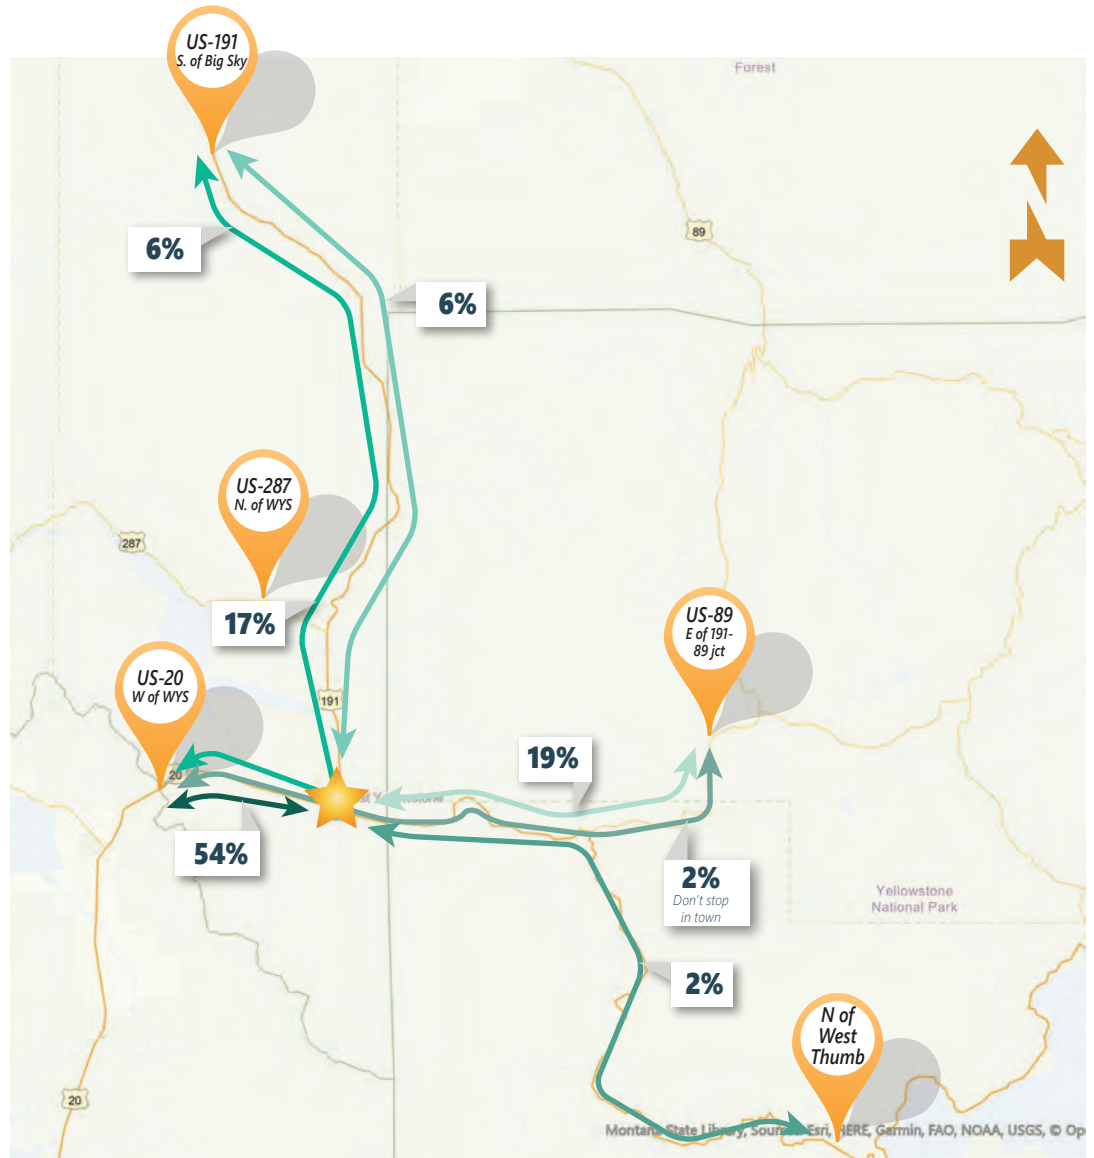 US-191
S. of Big Sky
Forest
89
6%
6%
US-287
N. of WYS
287
17%
US-89
E of 191-
89 jct
US-20
W of WYS
191
19%
20
st Yellowstone
54%
2%
Don't stop
in town
Yellowstone
National Park
2%
N of
West
Thumb
20
Montana State Library, Esri, HERE, Garmin, FAO, NOAA, USGS, © Op